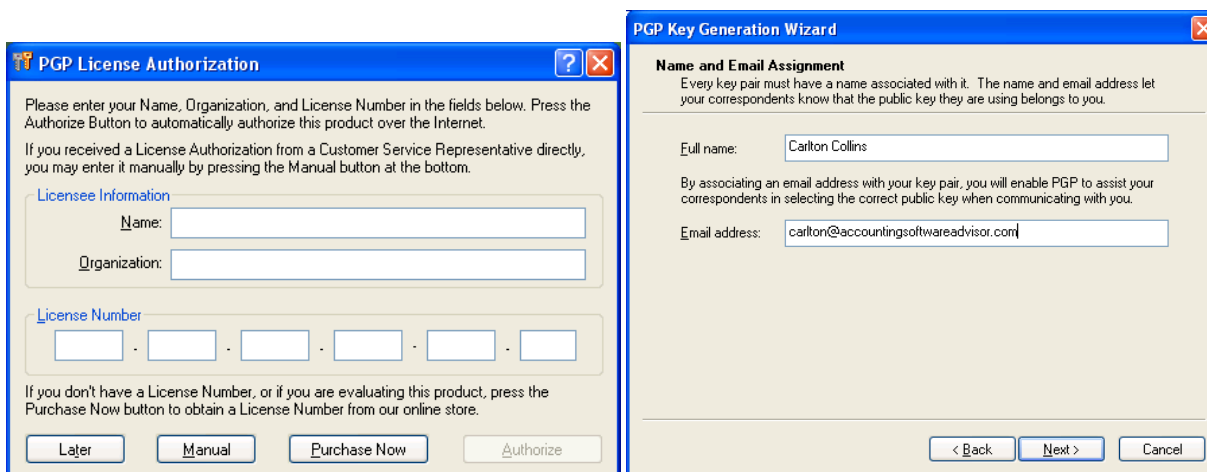 PGP License Authorization
Please enter your Name, Organization, and License Number in the fields below. Press the
Authorize Button to automatically authorize this product over the Internet.
If you received a License Authorization from a Customer Service Representative directly,
you may enter it manually by pressing the Manual button at the bottom.
Licensee Information
Name:
Organization:
License Number
- - - - -
If you don't have a License Number, or if you are evaluating this product, press the
Purchase Now button to obtain a License Number from our online store.
Later Manual Purchase Now Authorize
PGP Key Generation Wizard
Name and Email Assignment
Every key pair must have a name associated with it. The name and email address let
your correspondents know that the public key they are using belongs to you.
Full name: Carlton Collins
By associating an email address with your key pair, you will enable PGP to assist your
correspondents in selecting the correct public key when communicating with you.
Email address: carlton@accountingsoftwareadvisor.com
< Back Next > Cancel